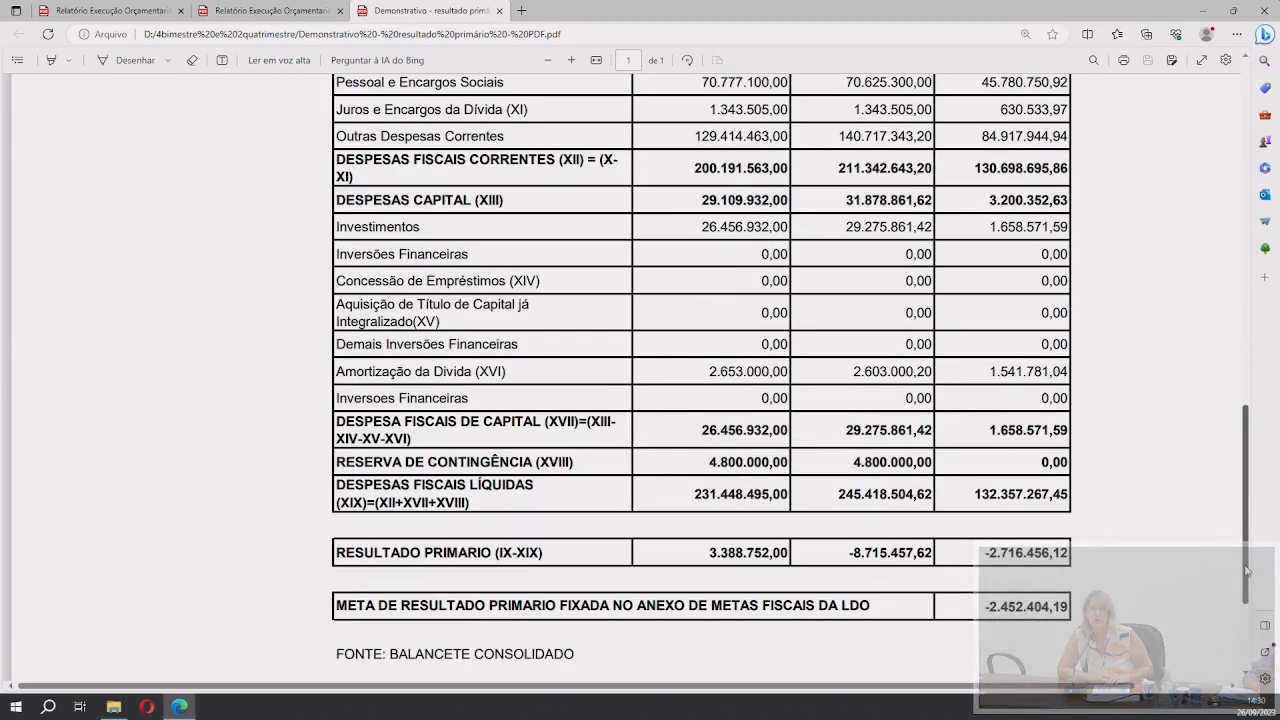 Relatório Execução Orçamentaria
Relatório Execução Orçamentaria
Demonstrativo - resultado primá
Arquivo D:/4bimestre%20e%202quatrimestre/Demonstrativo%20-%20resultado%20primário%20-%20PDF.pdf
Desenhar Ler em voz alta Perguntar à IA do Bing 1 de 1
Pessoal e Encargos Sociais 70.777.100,00 70.625.300,00 45.780.750,92
Juros e Encargos da Dívida (XI) 1.343.505,00 1.343.505,00 630.533,97
Outras Despesas Correntes 129.414.463,00 140.717.343,20 84.917.944,94
DESPESAS FISCAIS CORRENTES (XII) = (X-
XI) 200.191.563,00 211.342.643,20 130.698.695,86
DESPESAS CAPITAL (XIII) 29.109.932,00 31.878.861,62 3.200.352,63
Investimentos 26.456.932,00 29.275.861,42 1.658.571,59
Inversões Financeiras 0,00 0,00 0,00
Concessão de Empréstimos (XIV) 0,00 0,00 0,00
Aquisição de Título de Capital já
Integralizado(XV) 0,00 0,00 0,00
Demais Inversões Financeiras 0,00 0,00 0,00
Amortização da Divida (XVI) 2.653.000,00 2.603.000,20 1.541.781,04
Inversoes Financeiras 0,00 0,00 0,00
DESPESA FISCAIS DE CAPITAL (XVII)=(XIII-
XIV-XV-XVI) 26.456.932,00 29.275.861,42 1.658.571,59
RESERVA DE CONTINGÊNCIA (XVIII) 4.800.000,00 4.800.000,00 0,00
DESPESAS FISCAIS LÍQUIDAS
(XIX)=(XII+XVII+XVIII) 231.448.495,00 245.418.504,62 132.357.267,45
RESULTADO PRIMARIO (IX-XIX) 3.388.752,00 -8.715.457,62 -2.716.456,12
META DE RESULTADO PRIMARIO FIXADA NO ANEXO DE METAS FISCAIS DA LDO -2.452.404,19
FONTE: BALANCETE CONSOLIDADO
14:30
26/09/2023